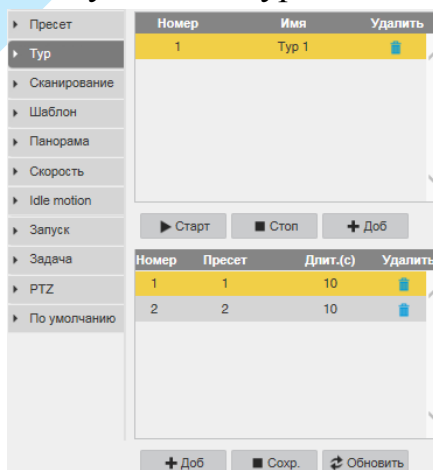 Пресет
Тур
Сканирование
Шаблон
Панорама
Скорость
Idle motion
Запуск
Задача
PTZ
По умолчанию
Номер Имя Удалить
1 Тур 1
Старт Стоп Доб
Номер Пресет Длит.(с) Удалить
1 1 10
2 2 10
Доб Сохр. Обновить